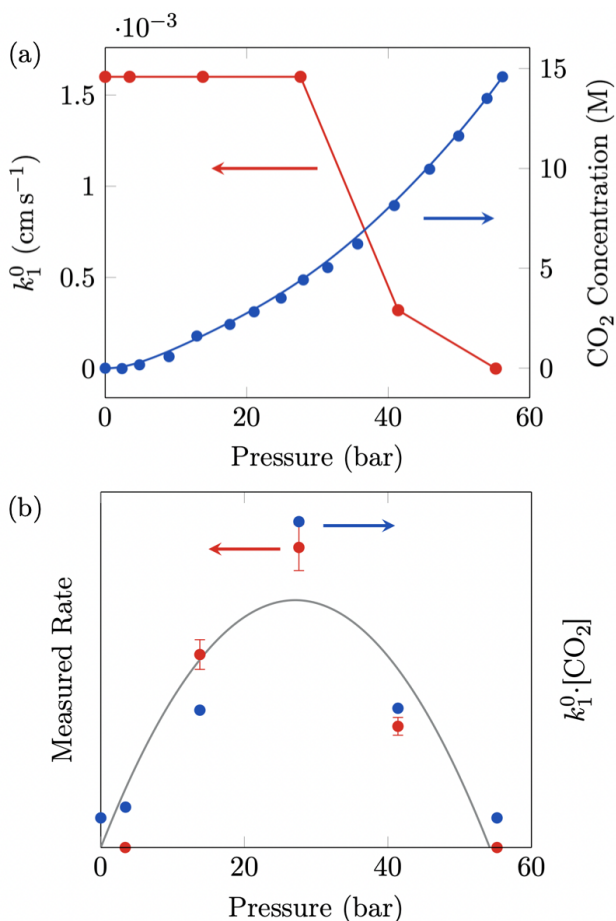 (a)
·10⁻³
1.5
1
0.5
0
k₁⁰ (cm s⁻¹)
15
10
5
0
CO₂ Concentration (M)
0 20 40 60
Pressure (bar)
(b)
Measured Rate
k₁⁰·[CO₂]
0 20 40 60
Pressure (bar)